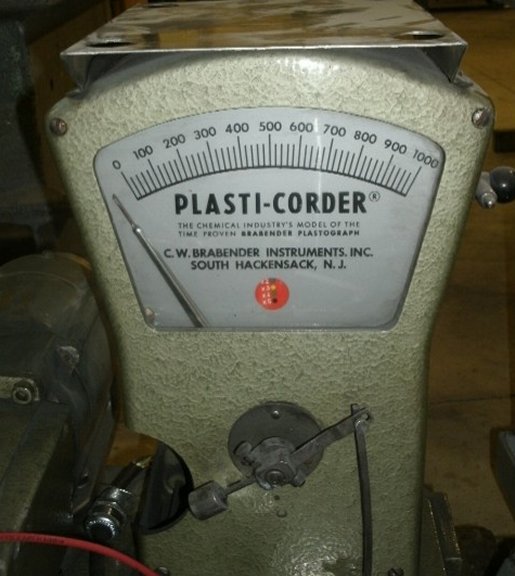 0 100 200 300 400 500 600 700 800 900 1000
PLASTI-CORDER®
THE CHEMICAL INDUSTRY'S MODEL OF THE
TIME PROVEN BRABENDER PLASTOGRAPH
C.W. BRABENDER INSTRUMENTS, INC.
SOUTH HACKENSACK, N. J.